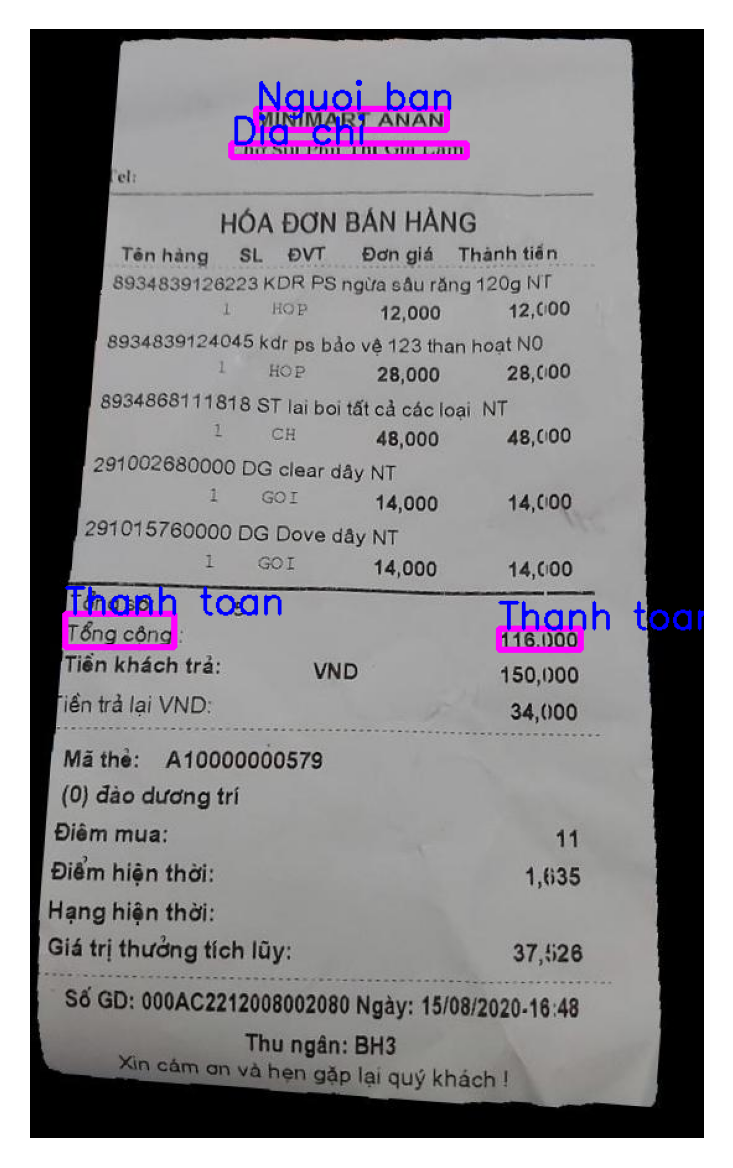 Nguoi ban
MINIMART ANAN
Dia chi
Tel:
HÓA ĐƠN BÁN HÀNG
Tên hàng SL ĐVT Đơn giá Thành tiền
8934839126223 KDR PS ngừa sâu răng 120g NT
1 HOP 12,000 12,000
8934839124045 kdr ps bảo vệ 123 than hoạt N0
1 HOP 28,000 28,000
8934868111818 ST lai boi tất cả các loại NT
1 CH 48,000 48,000
291002680000 DG clear dây NT
1 GOI 14,000 14,000
291015760000 DG Dove dây NT
1 GOI 14,000 14,000
Thanh toan Thanh toan
Tổng cộng : 116.000
Tiền khách trả: VND 150,000
Tiền trả lại VND: 34,000
Mã thẻ: A10000000579
(0) đào dương trí
Điêm mua: 11
Điểm hiện thời: 1,635
Hạng hiện thời:
Giá trị thưởng tích lũy: 37,526
Số GD: 000AC2212008002080 Ngày: 15/08/2020-16:48
Thu ngân: BH3
Xin cám ơn và hẹn gặp lại quý khách !